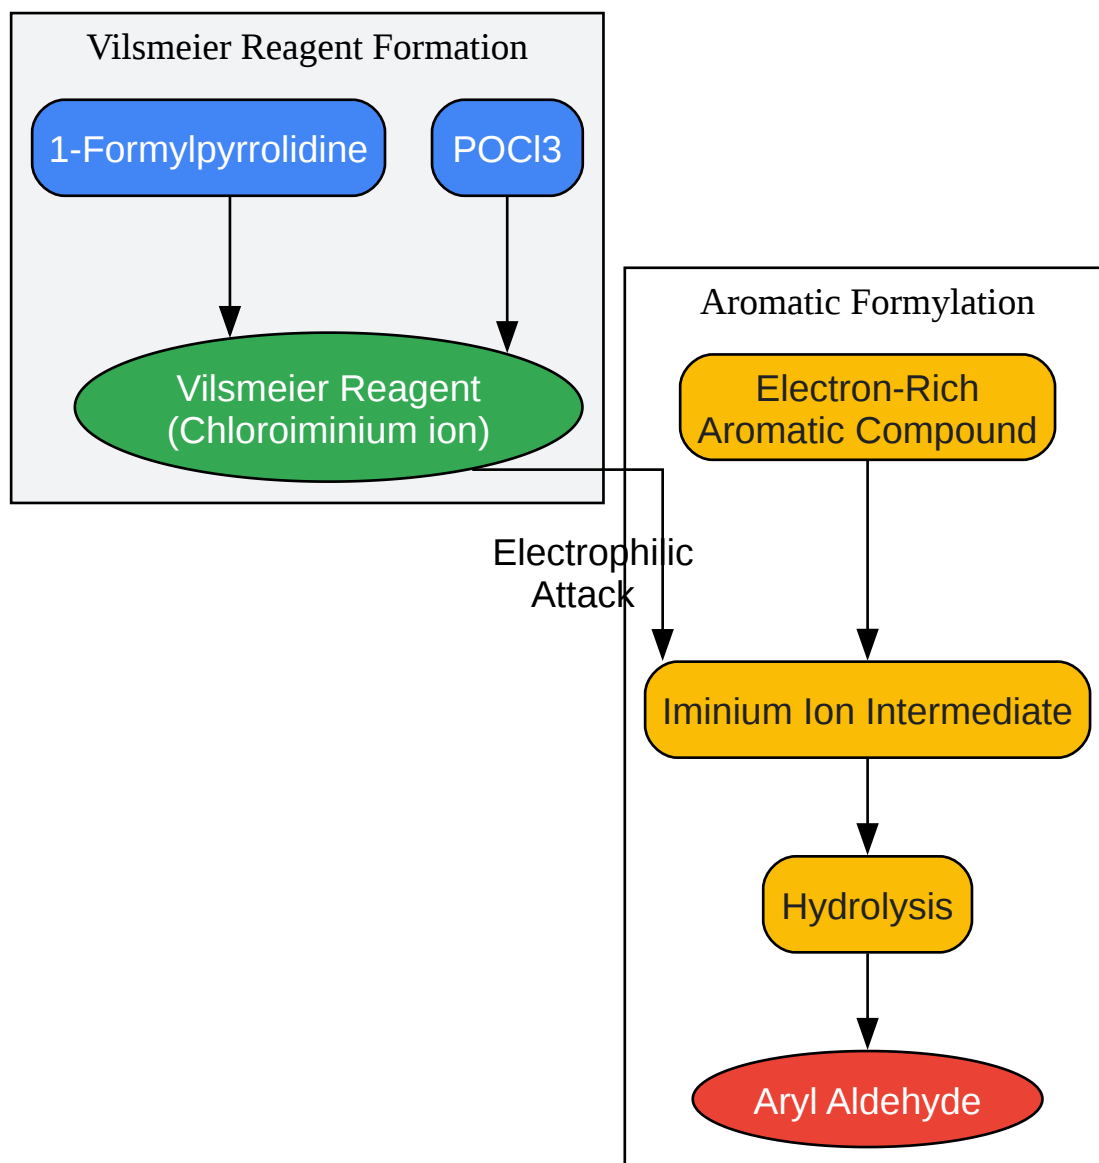 Vilsmeier Reagent Formation
1-Formylpyrrolidine
POCl3
Vilsmeier Reagent
(Chloroiminium ion)
Aromatic Formylation
Electron-Rich
Aromatic Compound
Electrophilic
Attack
Iminium Ion Intermediate
Hydrolysis
Aryl Aldehyde